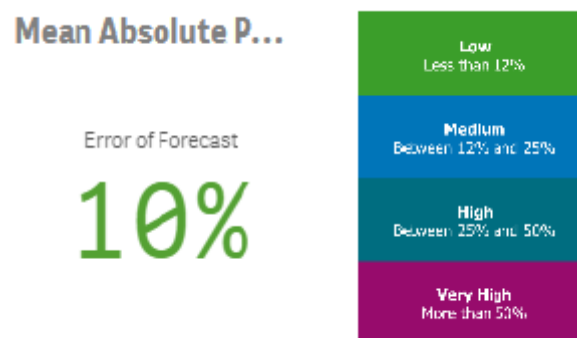 Mean Absolute P...
Error of Forecast
10%
Low
Less than 12%
Medium
Between 12% and 25%
High
Between 25% and 50%
Very High
More than 50%